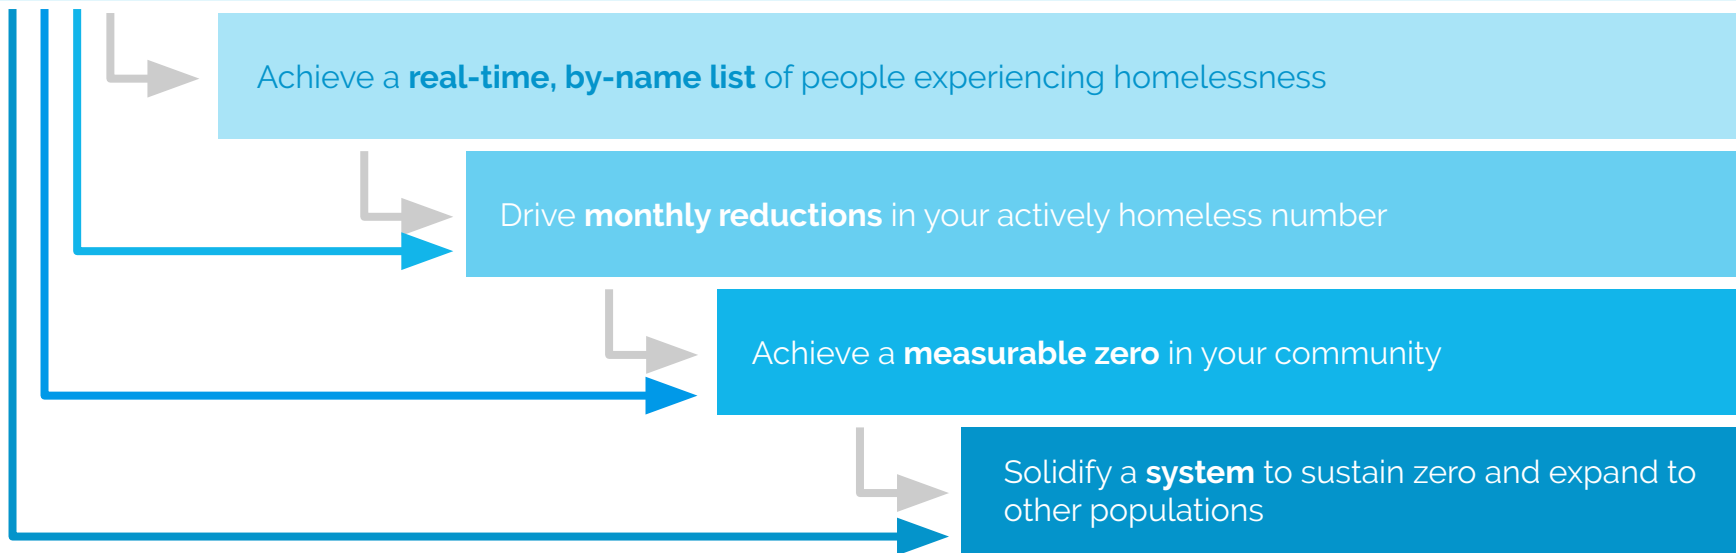 Achieve a real-time, by-name list of people experiencing homelessness
Drive monthly reductions in your actively homeless number
Achieve a measurable zero in your community
Solidify a system to sustain zero and expand to
other populations